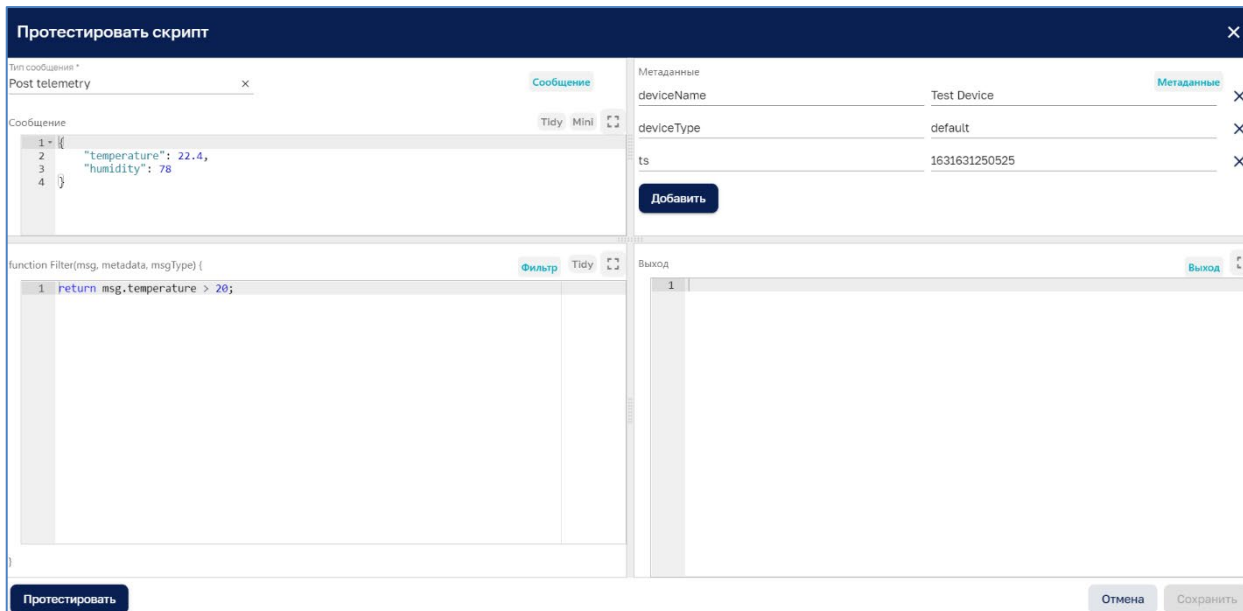 Протестировать скрипт
Тип сообщения *
Post telemetry
Сообщение
Сообщение
Tidy Mini
1 {
2 "temperature": 22.4,
3 "humidity": 78
4 }
Метаданные
Метаданные
deviceName Test Device
deviceType default
ts 1631631250525
Добавить
function Filter(msg, metadata, msgType) {
Фильтр Tidy
1 return msg.temperature > 20;
}
Выход
Выход
1
Протестировать
Отмена Сохранить